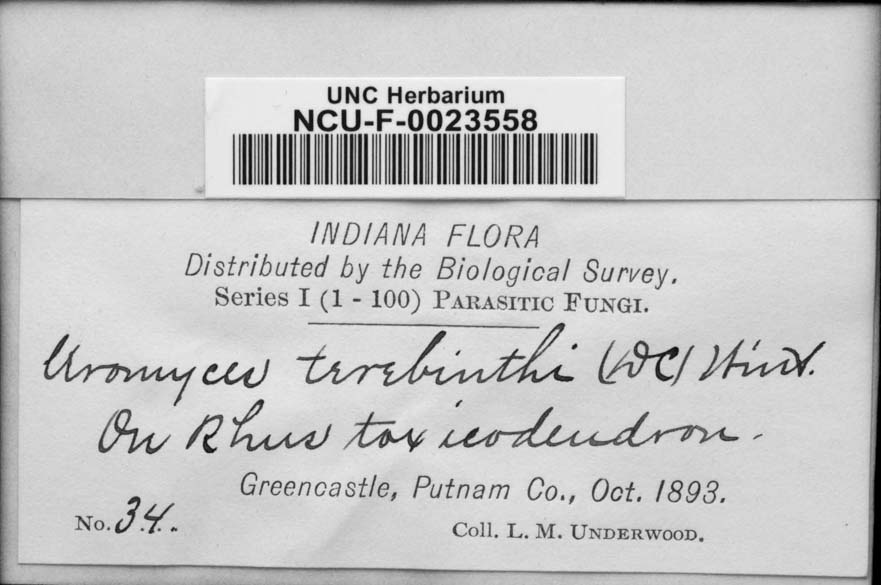 UNC Herbarium
NCU-F-0023558
INDIANA FLORA
Distributed by the Biological Survey.
Series I (1 - 100) PARASITIC FUNGI.
Uromyces terebinthi (DC) Wint.
On Rhus toxicodendron.
Greencastle, Putnam Co., Oct. 1893.
No. 34.
Coll. L. M. UNDERWOOD.